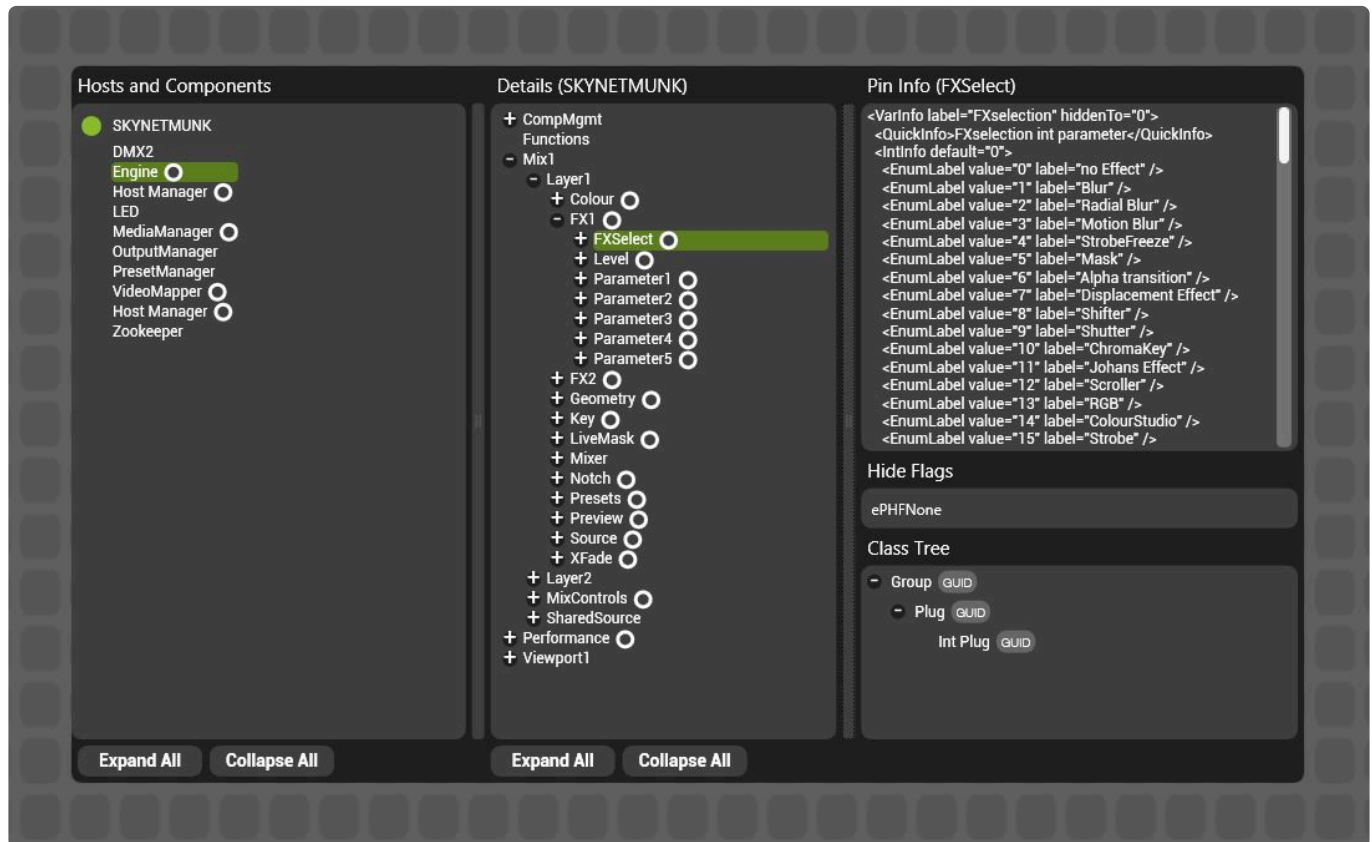 Hosts and Components
SKYNETMUNK
DMX2
Engine
Host Manager
LED
MediaManager
OutputManager
PresetManager
VideoMapper
Host Manager
Zookeeper
Expand All
Collapse All
Details (SKYNETMUNK)
CompMgmt
Functions
Mix1
Layer1
Colour
FX1
FXSelect
Level
Parameter1
Parameter2
Parameter3
Parameter4
Parameter5
FX2
Geometry
Key
LiveMask
Mixer
Notch
Presets
Preview
Source
XFade
Layer2
MixControls
SharedSource
Performance
Viewport1
Expand All
Collapse All
Pin Info (FXSelect)
<VarInfo label="FXselection" hiddenTo="0">
<QuickInfo>FXselection int parameter</QuickInfo>
<IntInfo default="0">
<EnumLabel value="0" label="no Effect" />
<EnumLabel value="1" label="Blur" />
<EnumLabel value="2" label="Radial Blur" />
<EnumLabel value="3" label="Motion Blur" />
<EnumLabel value="4" label="StrobeFreeze" />
<EnumLabel value="5" label="Mask" />
<EnumLabel value="6" label="Alpha transition" />
<EnumLabel value="7" label="Displacement Effect" />
<EnumLabel value="8" label="Shifter" />
<EnumLabel value="9" label="Shutter" />
<EnumLabel value="10" label="ChromaKey" />
<EnumLabel value="11" label="Johans Effect" />
<EnumLabel value="12" label="Scroller" />
<EnumLabel value="13" label="RGB" />
<EnumLabel value="14" label="ColourStudio" />
<EnumLabel value="15" label="Strobe" />
Hide Flags
ePHFNone
Class Tree
Group GUID
Plug GUID
Int Plug GUID